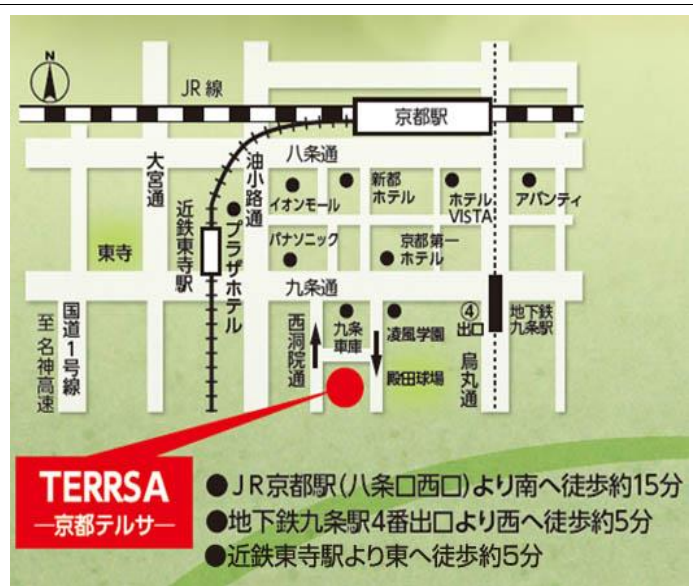 N
JR線
京都駅
八条通
大宮通
油小路通
近鉄東寺駅
プラザホテル
イオンモール
新都
ホテル
ホテル
VISTA
アバンティ
東寺
パナソニック
京都第一
ホテル
九条通
国道1号線
至 名神高速
西洞院通
九条
車庫
凌風学園
④
出口
地下鉄
九条駅
殿田球場
烏丸通
TERRSA
―京都テルサ―
●JR京都駅(八条口西口)より南へ徒歩約15分
●地下鉄九条駅4番出口より西へ徒歩約5分
●近鉄東寺駅より東へ徒歩約5分